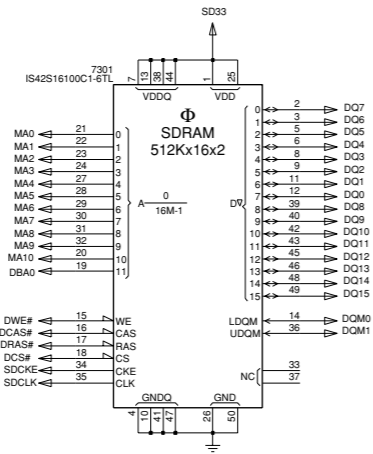 SD33
7301
IS42S16100C1-6TL
7 13 38 44 1 25
VDDQ VDD
Φ
SDRAM
512Kx16x2
MA0 21 0
MA1 22 1
MA2 23 2
MA3 24 3
MA4 27 4
MA5 28 5
MA6 29 6
MA7 30 7
MA8 31 8
MA9 32 9
MA10 20 10
DBA0 19 11
A 0
16M-1
D∇
0 2 DQ7
1 3 DQ6
2 5 DQ5
3 6 DQ4
4 8 DQ3
5 9 DQ2
6 11 DQ1
7 12 DQ0
8 39 DQ8
9 40 DQ9
10 42 DQ10
11 43 DQ11
12 45 DQ12
13 46 DQ13
14 48 DQ14
15 49 DQ15
DWE# 15 WE
DCAS# 16 CAS
DRAS# 17 RAS
DCS# 18 CS
SDCKE 34 CKE
SDCLK 35 CLK
LDQM 14 DQM0
UDQM 36 DQM1
NC 33
37
GNDQ GND
4 10 41 47 26 50